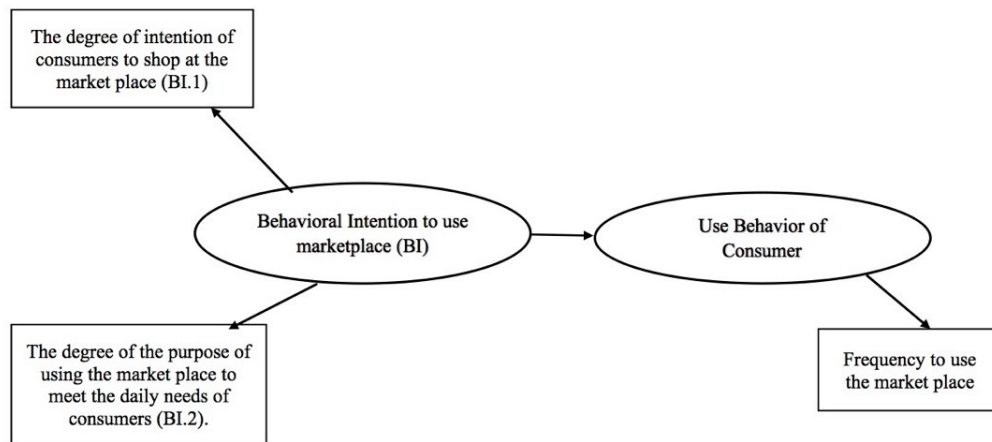 The degree of intention of
consumers to shop at the
market place (BI.1)
Behavioral Intention to use
marketplace (BI)
Use Behavior of
Consumer
The degree of the purpose of
using the market place to
meet the daily needs of
consumers (BI.2).
Frequency to use
the market place